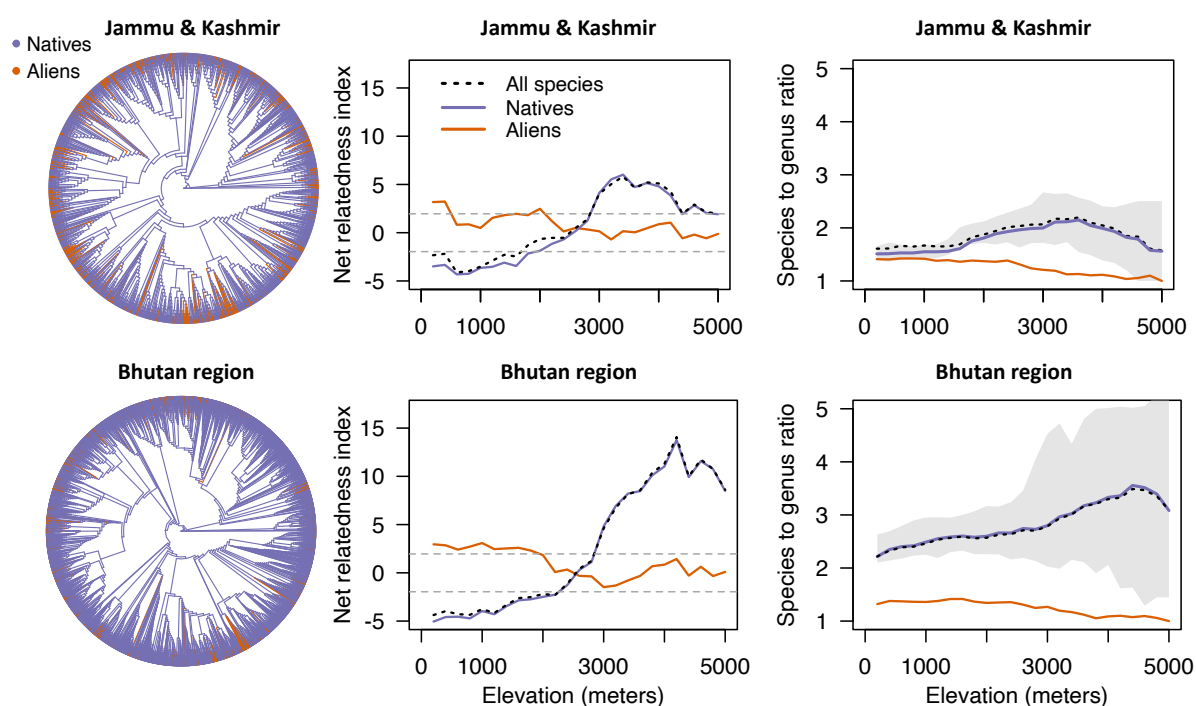 Jammu & Kashmir
Natives
Aliens
Jammu & Kashmir
Net relatedness index
15
10
5
0
-5
All species
Natives
Aliens
0 1000 3000 5000
Jammu & Kashmir
Species to genus ratio
5
4
3
2
1
0 1000 3000 5000
Bhutan region
Bhutan region
Net relatedness index
15
10
5
0
-5
0 1000 3000 5000
Elevation (meters)
Bhutan region
Species to genus ratio
5
4
3
2
1
0 1000 3000 5000
Elevation (meters)